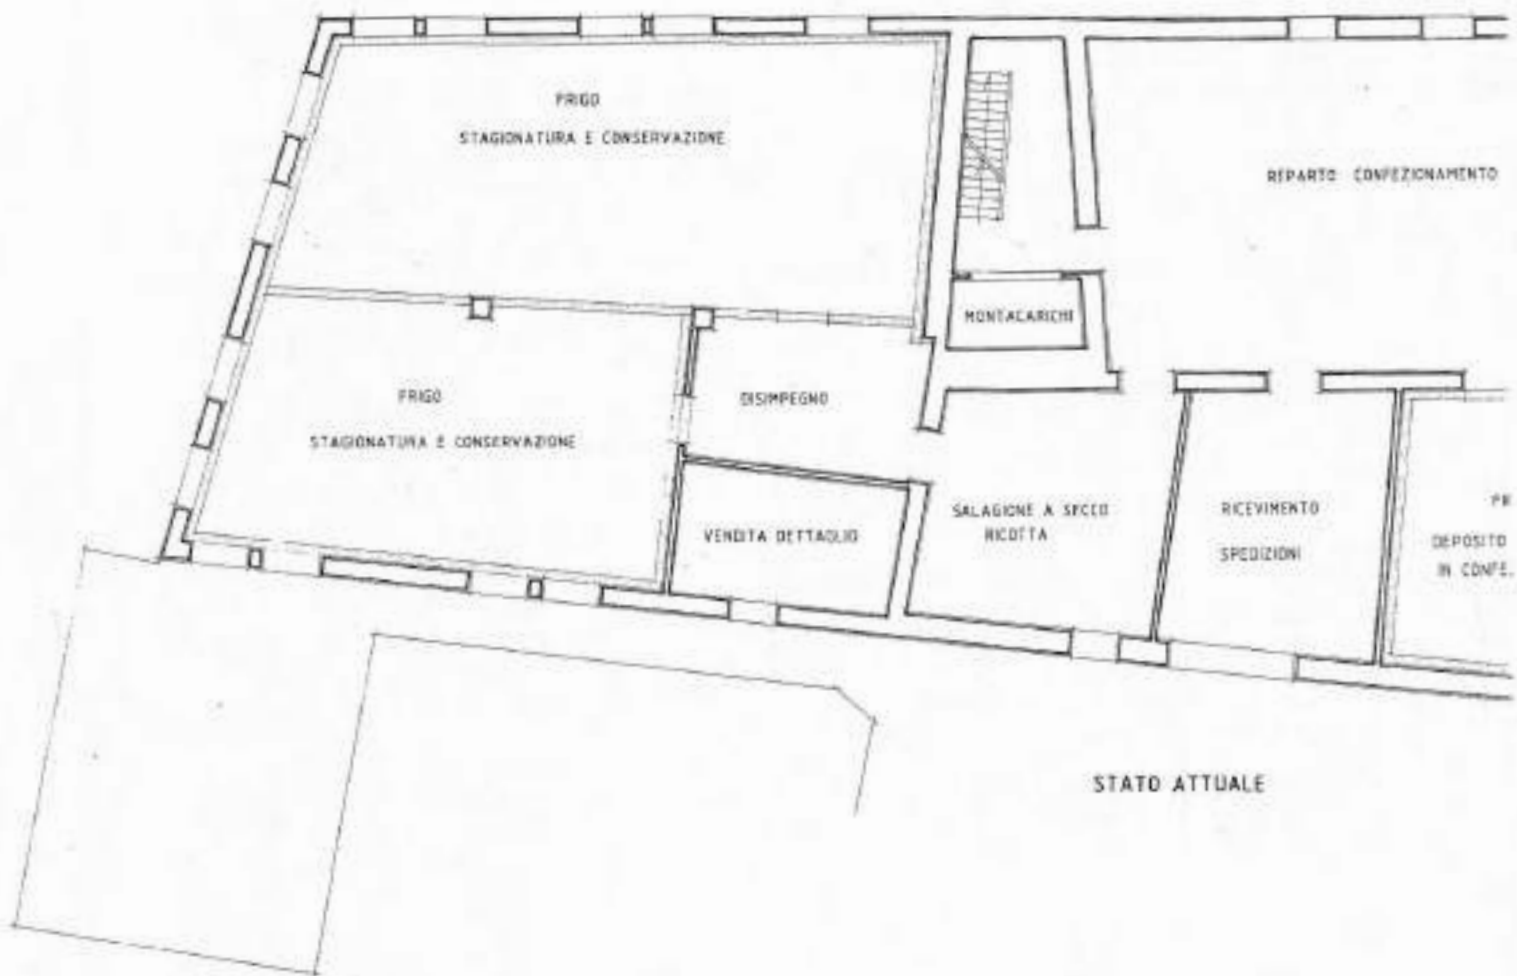 FRIGO
STAGIONATURA E CONSERVAZIONE
REPARTO CONFEZIONAMENTO
MONTACARICHI
FRIGO
STAGIONATURA E CONSERVAZIONE
DISIMPEGNO
VENDITA DETTAGLIO
SALAGIONE A SECCO
RICOTTA
RICEVIMENTO
SPEDIZIONI
DEPOSITO
IN CONFE.
STATO ATTUALE